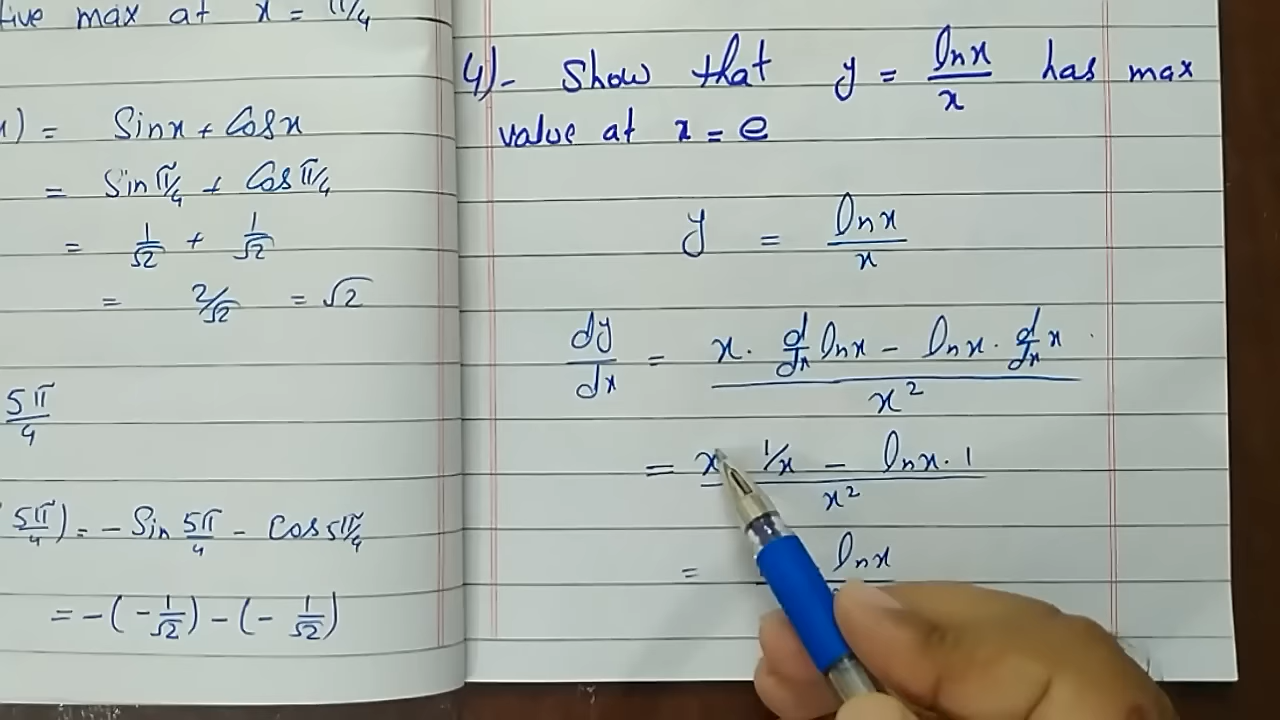 tive max at x = π/4
x) = Sinx + Cosx
= Sin π/4 + Cos π/4
= 1/√2 + 1/√2
= 2/√2 = √2
5π/4
5π/4) = - Sin 5π/4 - Cos 5π/4
= -(-1/√2) - (- 1/√2)
4)- Show that y = lnx/x has max
value at x = e
y = lnx/x
dy/dx = x. d/dx lnx - lnx. d/dx x / x²
= x 1/x - lnx.1 / x²
= lnx